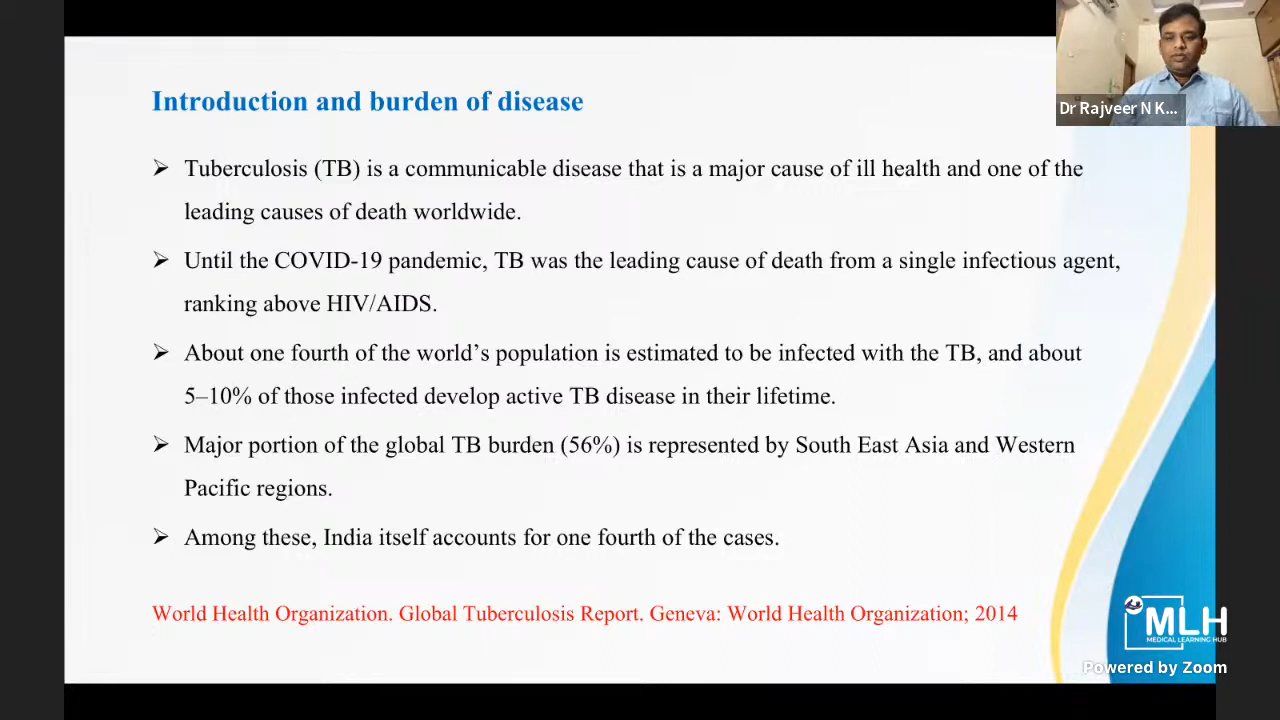 Introduction and burden of disease
Dr Rajveer N K...
➢ Tuberculosis (TB) is a communicable disease that is a major cause of ill health and one of the
leading causes of death worldwide.
➢ Until the COVID-19 pandemic, TB was the leading cause of death from a single infectious agent,
ranking above HIV/AIDS.
➢ About one fourth of the world’s population is estimated to be infected with the TB, and about
5–10% of those infected develop active TB disease in their lifetime.
➢ Major portion of the global TB burden (56%) is represented by South East Asia and Western
Pacific regions.
➢ Among these, India itself accounts for one fourth of the cases.
World Health Organization. Global Tuberculosis Report. Geneva: World Health Organization; 2014
MLH
MEDICAL LEARNING HUB
Powered by Zoom